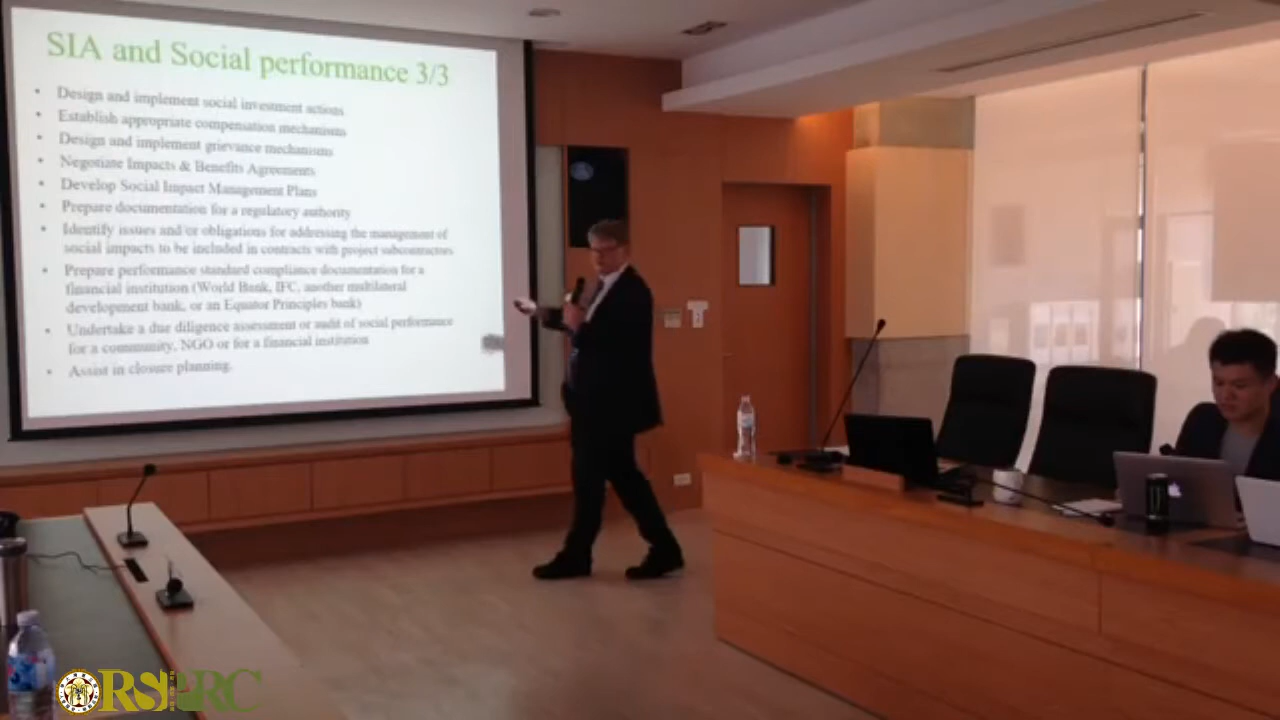 SIA and Social performance 3/3
• Design and implement social investment actions
• Establish appropriate compensation mechanisms
• Design and implement grievance mechanisms
• Negotiate Impacts & Benefits Agreements
• Develop Social Impact Management Plans
• Prepare documentation for a regulatory authority
• Identify issues and/or obligations for addressing the management of
social impacts to be included in contracts with project subcontractors
• Prepare performance standard compliance documentation for a
financial institution (World Bank, IFC, another multilateral
development bank, or an Equator Principles bank)
• Undertake a due diligence assessment or audit of social performance
for a community, NGO or for a financial institution
• Assist in closure planning.